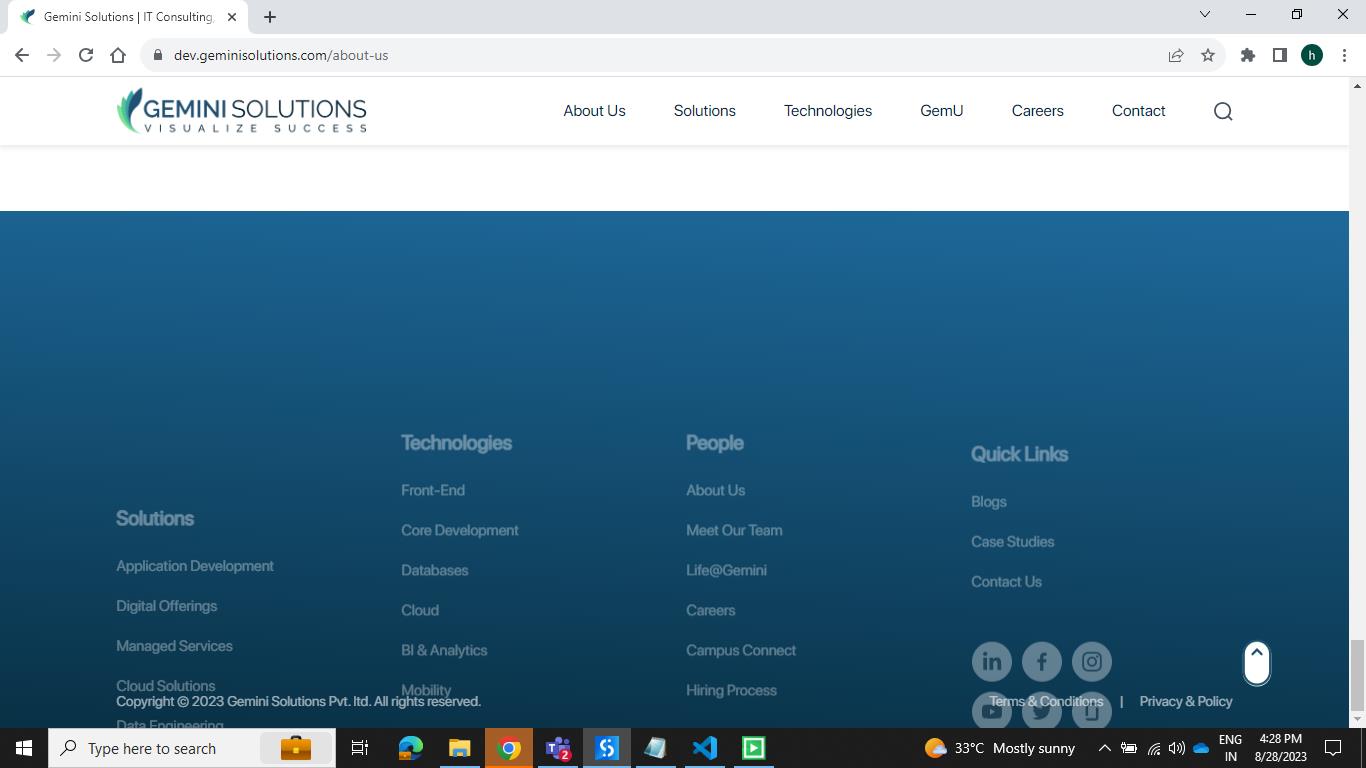 Gemini Solutions | IT Consulting,
dev.geminisolutions.com/about-us
h
GEMINI SOLUTIONS
VISUALIZE SUCCESS
About Us
Solutions
Technologies
GemU
Careers
Contact
Solutions
Application Development
Digital Offerings
Managed Services
Cloud Solutions
Data Engineering
Technologies
Front-End
Core Development
Databases
Cloud
BI & Analytics
Mobility
People
About Us
Meet Our Team
Life@Gemini
Careers
Campus Connect
Hiring Process
Quick Links
Blogs
Case Studies
Contact Us
in
f
Copyright © 2023 Gemini Solutions Pvt. ltd. All rights reserved.
Terms & Conditions | Privacy & Policy
Type here to search
2
33°C Mostly sunny
ENG
IN
4:28 PM
8/28/2023